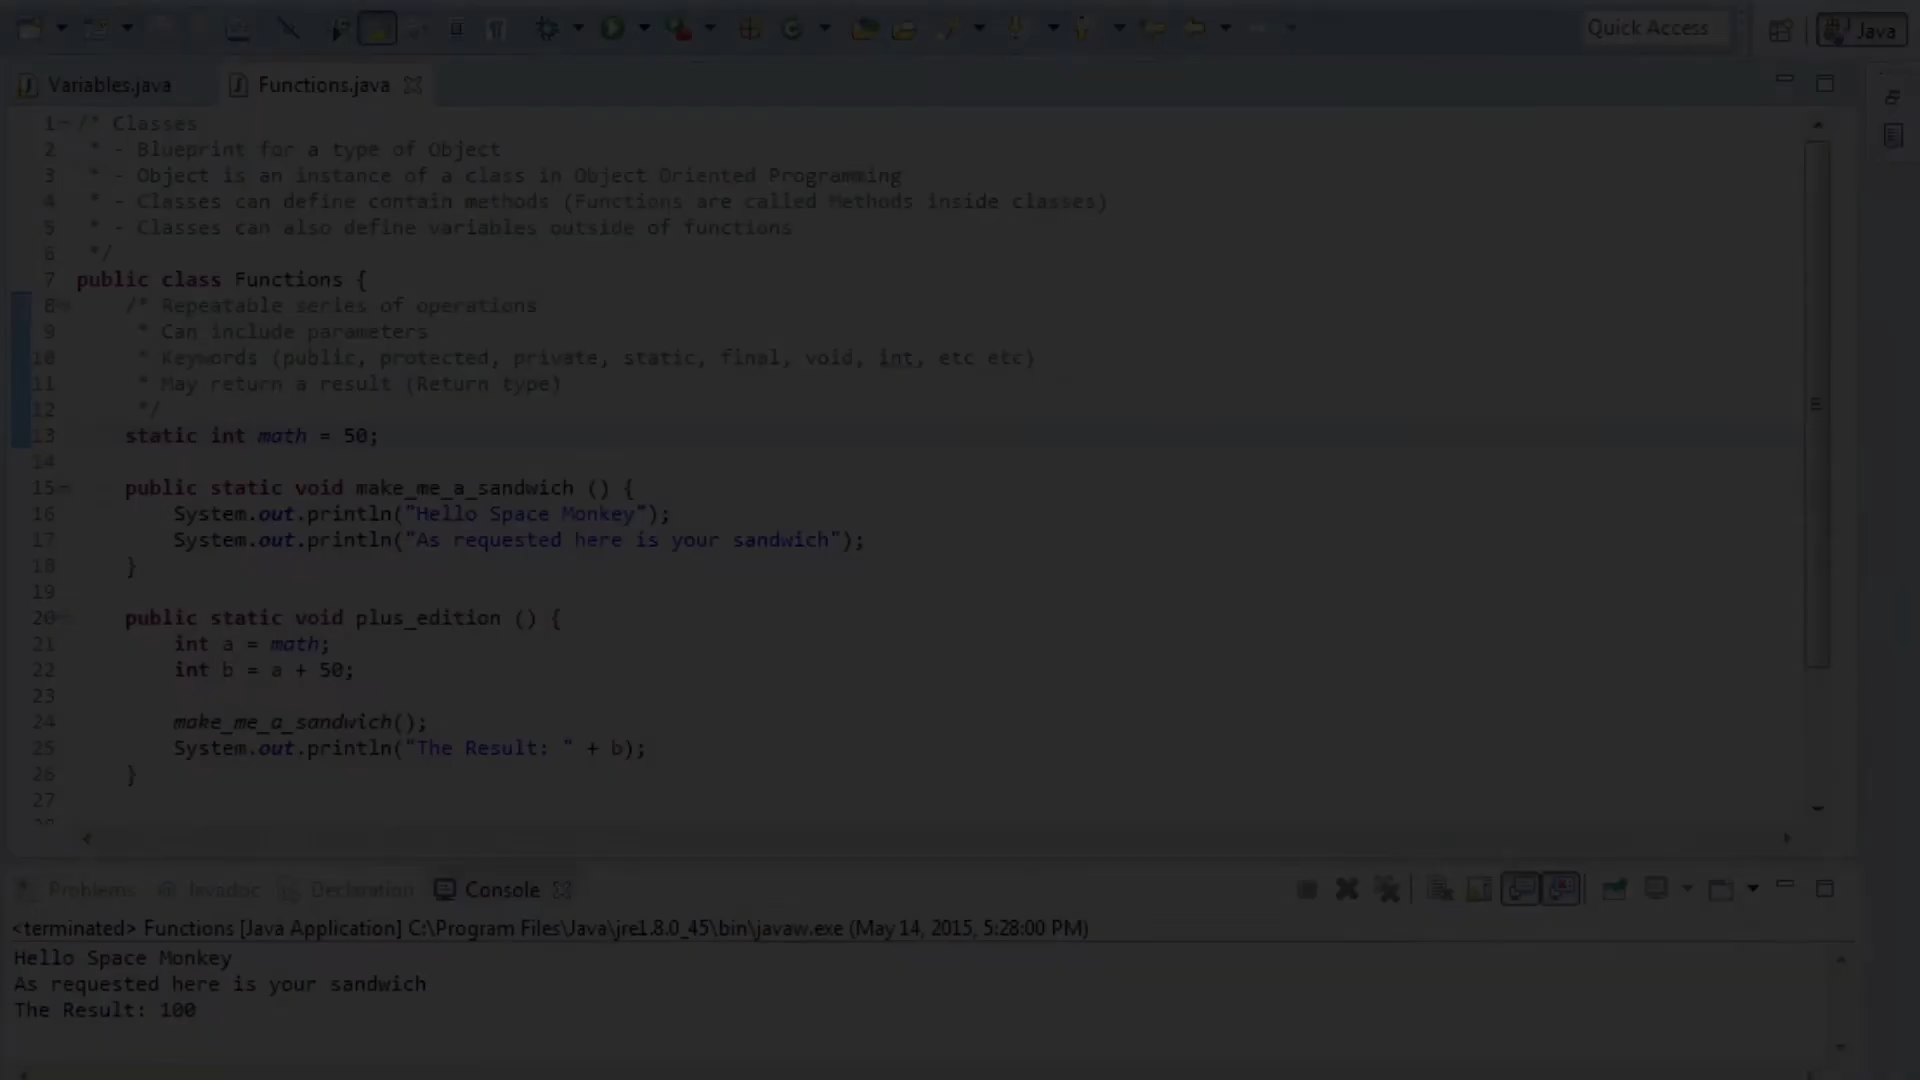 Quick Access
Java
Variables.java
Functions.java
1 /* Classes
2 * - Blueprint for a type of Object
3 * - Object is an instance of a class in Object Oriented Programming
4 * - Classes can define contain methods (Functions are called Methods inside classes)
5 * - Classes can also define variables outside of functions
6 */
7 public class Functions {
8 /* Repeatable series of operations
9 * Can include parameters
10 * Keywords (public, protected, private, static, final, void, int, etc etc)
11 * May return a result (Return type)
12 */
13 static int math = 50;
14
15 public static void make_me_a_sandwich () {
16 System.out.println("Hello Space Monkey");
17 System.out.println("As requested here is your sandwich");
18 }
19
20 public static void plus_edition () {
21 int a = math;
22 int b = a + 50;
23
24 make_me_a_sandwich();
25 System.out.println("The Result: " + b);
26 }
27
Problems Javadoc Declaration Console
<terminated> Functions [Java Application] C:\Program Files\Java\jre1.8.0_45\bin\javaw.exe (May 14, 2015, 5:28:00 PM)
Hello Space Monkey
As requested here is your sandwich
The Result: 100